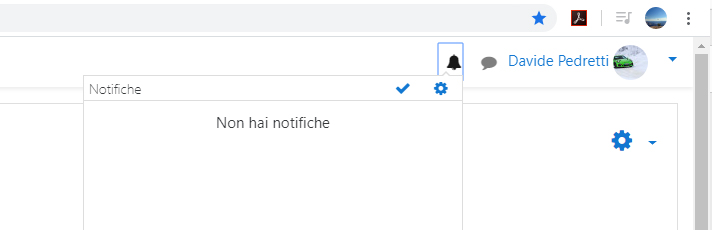 Davide Pedretti
Notifiche
Non hai notifiche